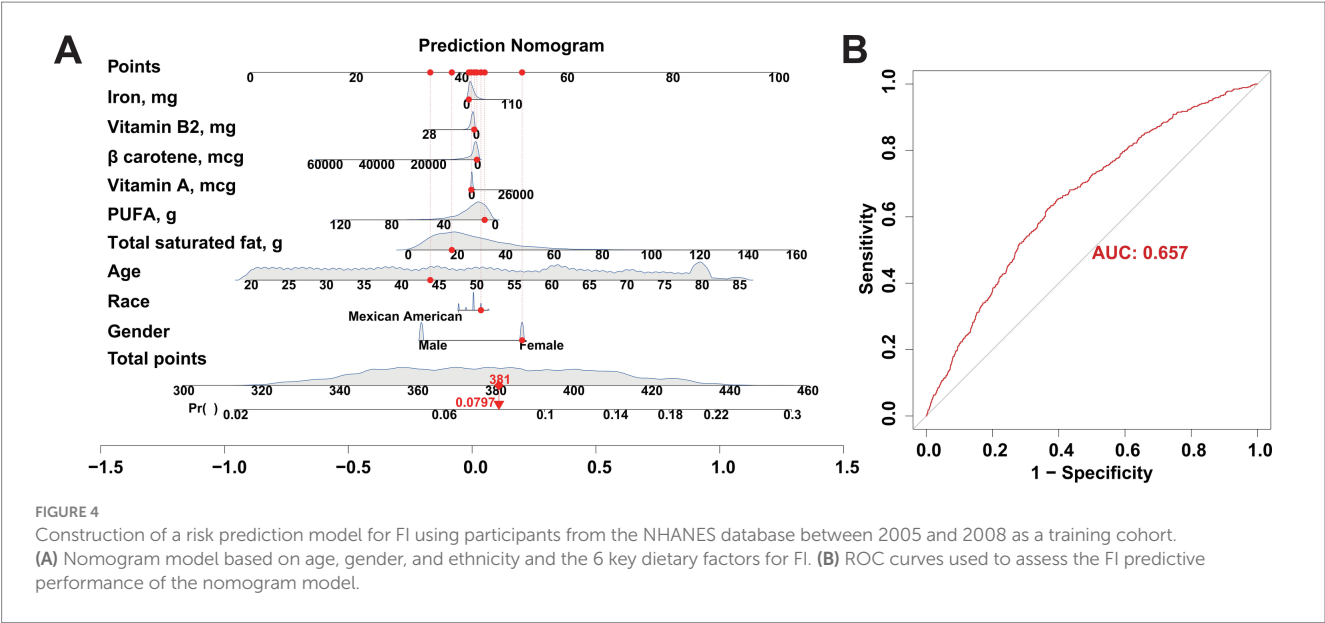 A
Prediction Nomogram
Points
0 20 40 60 80 100
Iron, mg
0 110
Vitamin B2, mg
28 0
β carotene, mcg
60000 40000 20000 0
Vitamin A, mcg
0 26000
PUFA, g
120 80 40 0
Total saturated fat, g
0 20 40 60 80 100 120 140 160
Age
20 25 30 35 40 45 50 55 60 65 70 75 80 85
Race
Mexican American
Gender
Male Female
Total points
381
300 320 340 360 380 400 420 440 460
0.0797
Pr( ) 0.02 0.06 0.1 0.14 0.18 0.22 0.3
−1.5 −1.0 −0.5 0.0 0.5 1.0 1.5
B
1.0
0.8
0.6
0.4
0.2
0.0
Sensitivity
AUC: 0.657
0.0 0.2 0.4 0.6 0.8 1.0
1 − Specificity
FIGURE 4
Construction of a risk prediction model for FI using participants from the NHANES database between 2005 and 2008 as a training cohort.
(A) Nomogram model based on age, gender, and ethnicity and the 6 key dietary factors for FI. (B) ROC curves used to assess the FI predictive
performance of the nomogram model.